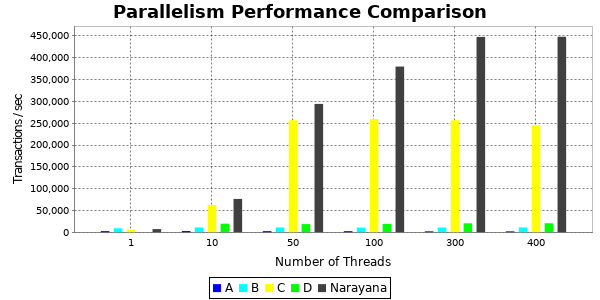 Parallelism Performance Comparison
450,000
400,000
350,000
300,000
250,000
200,000
150,000
100,000
50,000
0
Transactions / sec
1 10 50 100 300 400
Number of Threads
A B C D Narayana